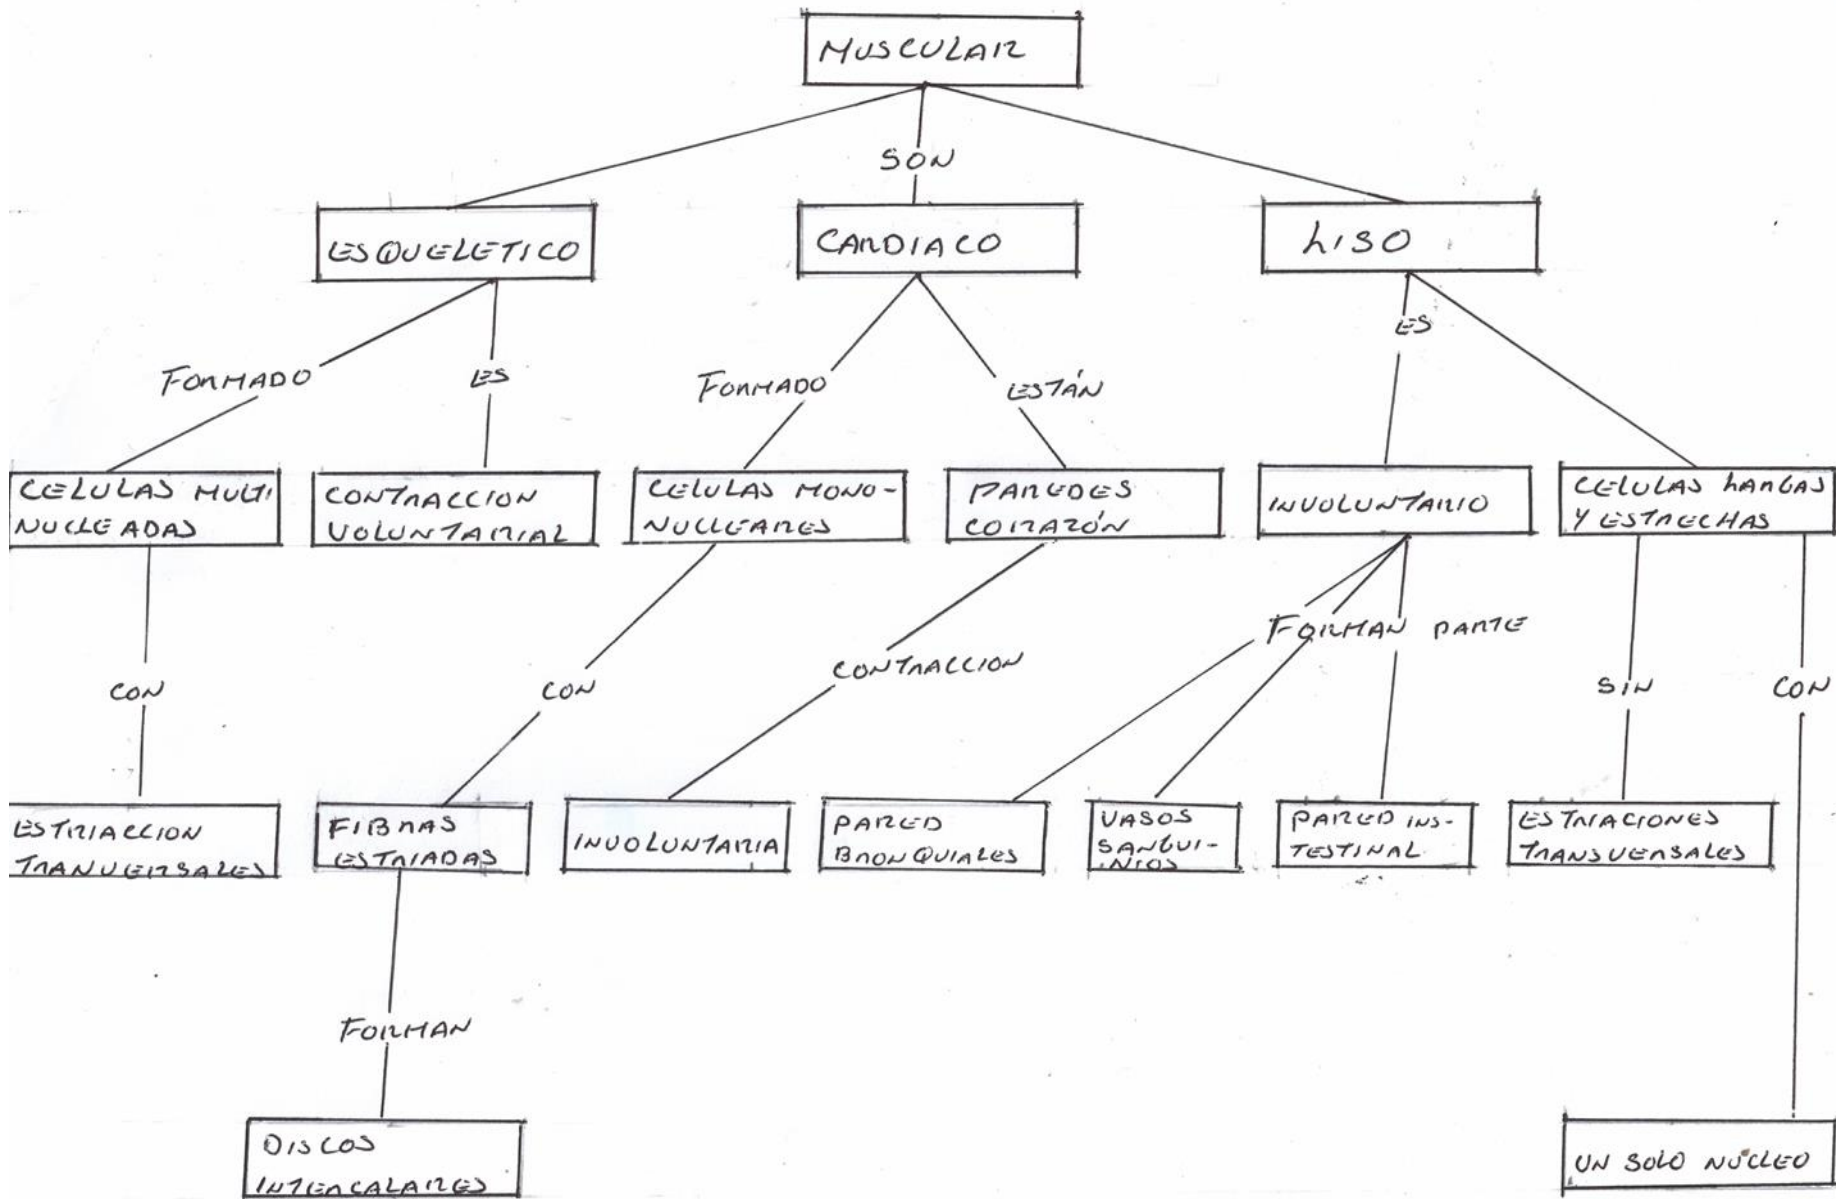 MUSCULAR
SON
ESQUELETICO
CARDIACO
LISO
FORMADO
ES
FORMADO
ESTÁN
ES
CELULAS MULTI
NUCLEADAS
CONTRACCION
VOLUNTARIAL
CELULAS MONO-
NUCLEARES
PAREDES
CORAZÓN
INVOLUNTARIO
CELULAS LARGAS
Y ESTRECHAS
CON
CON
CONTRACCION
FORMAN PARTE
SIN
CON
ESTRIACCION
TRANVERSALES
FIBRAS
ESTRIADAS
INVOLUNTARIA
PARED
BRONQUIALES
VASOS
SANGUI-
NIOS
PARED INS-
TESTINAL
ESTRIACIONES
TRANSVERSALES
FORMAN
DISCOS
INTERCALARES
UN SOLO NÚCLEO